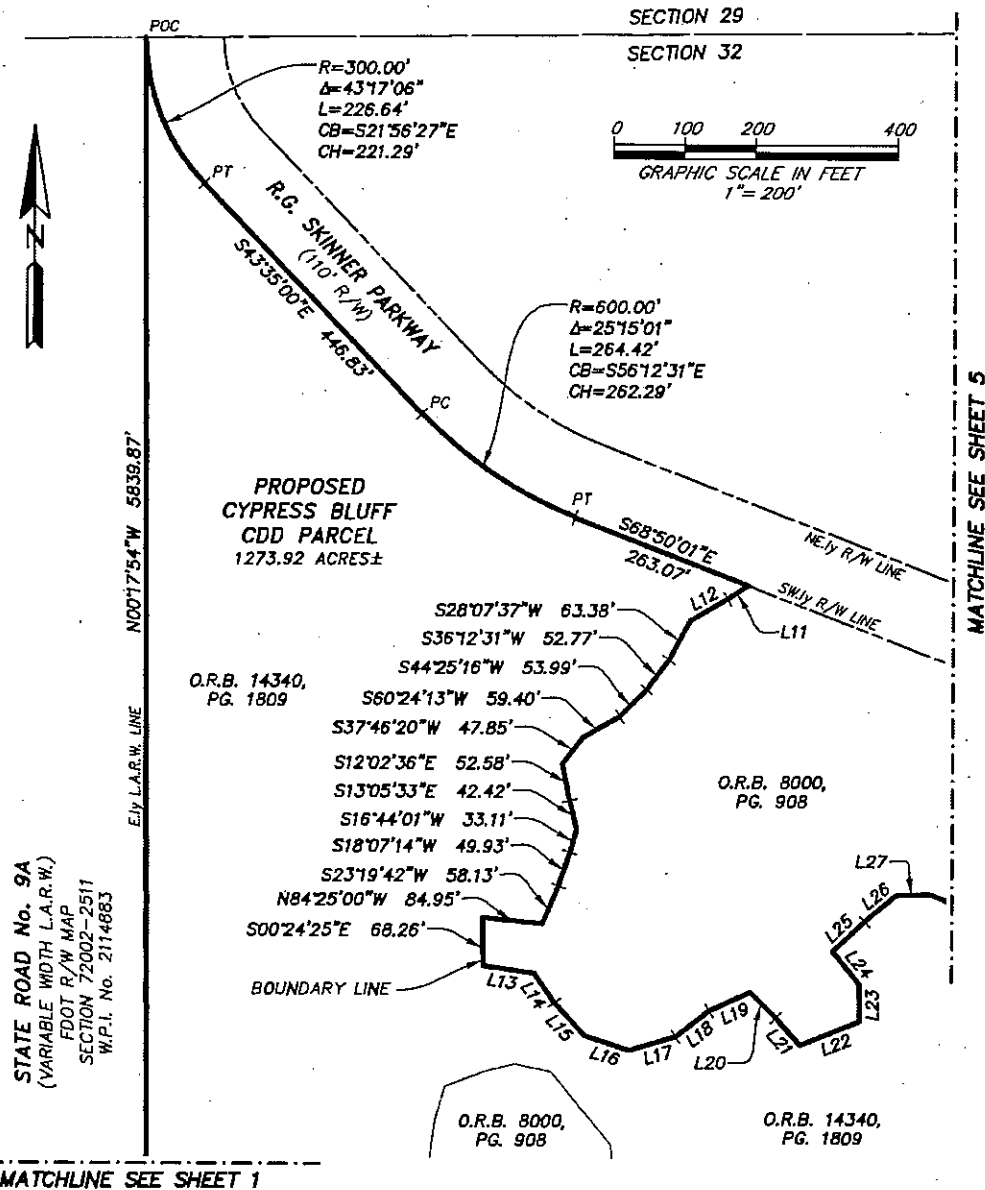 SECTION 29
POC
SECTION 32
R=300.00'
Δ=43°17'06"
L=226.64'
CB=S21°56'27"E
CH=221.29'
0 100 200 400
GRAPHIC SCALE IN FEET
1"= 200'
PT
N
R.G. SKINNER PARKWAY
(110' R/W)
S43°35'00"E 446.83'
R=600.00'
Δ=25°15'01"
L=264.42'
CB=S56°12'31"E
CH=262.29'
PC
MATCHLINE SEE SHEET 5
N00°17'54"W 5839.87'
PROPOSED
CYPRESS BLUFF
CDD PARCEL
1273.92 ACRES±
PT
S68°50'01"E
263.07'
NE.ly R/W LINE
SW.ly R/W LINE
L12
L11
S28°07'37"W 63.38'
S36°12'31"W 52.77'
S44°25'16"W 53.99'
S60°24'13"W 59.40'
S37°46'20"W 47.85'
S12°02'36"E 52.58'
S13°05'33"E 42.42'
S16°44'01"W 33.11'
S18°07'14"W 49.93'
S23°19'42"W 58.13'
N84°25'00"W 84.95'
S00°24'25"E 68.26'
BOUNDARY LINE
O.R.B. 14340,
PG. 1809
E.ly L.A.R.W. LINE
O.R.B. 8000,
PG. 908
STATE ROAD No. 9A
(VARIABLE WIDTH L.A.R.W.)
FDOT R/W MAP
SECTION 72002-2511
W.P.I. No. 2114883
L13
L14
L15
L16
L17
L18
L19
L20
L21
L22
L23
L24
L25
L26
L27
O.R.B. 8000,
PG. 908
O.R.B. 14340,
PG. 1809
MATCHLINE SEE SHEET 1